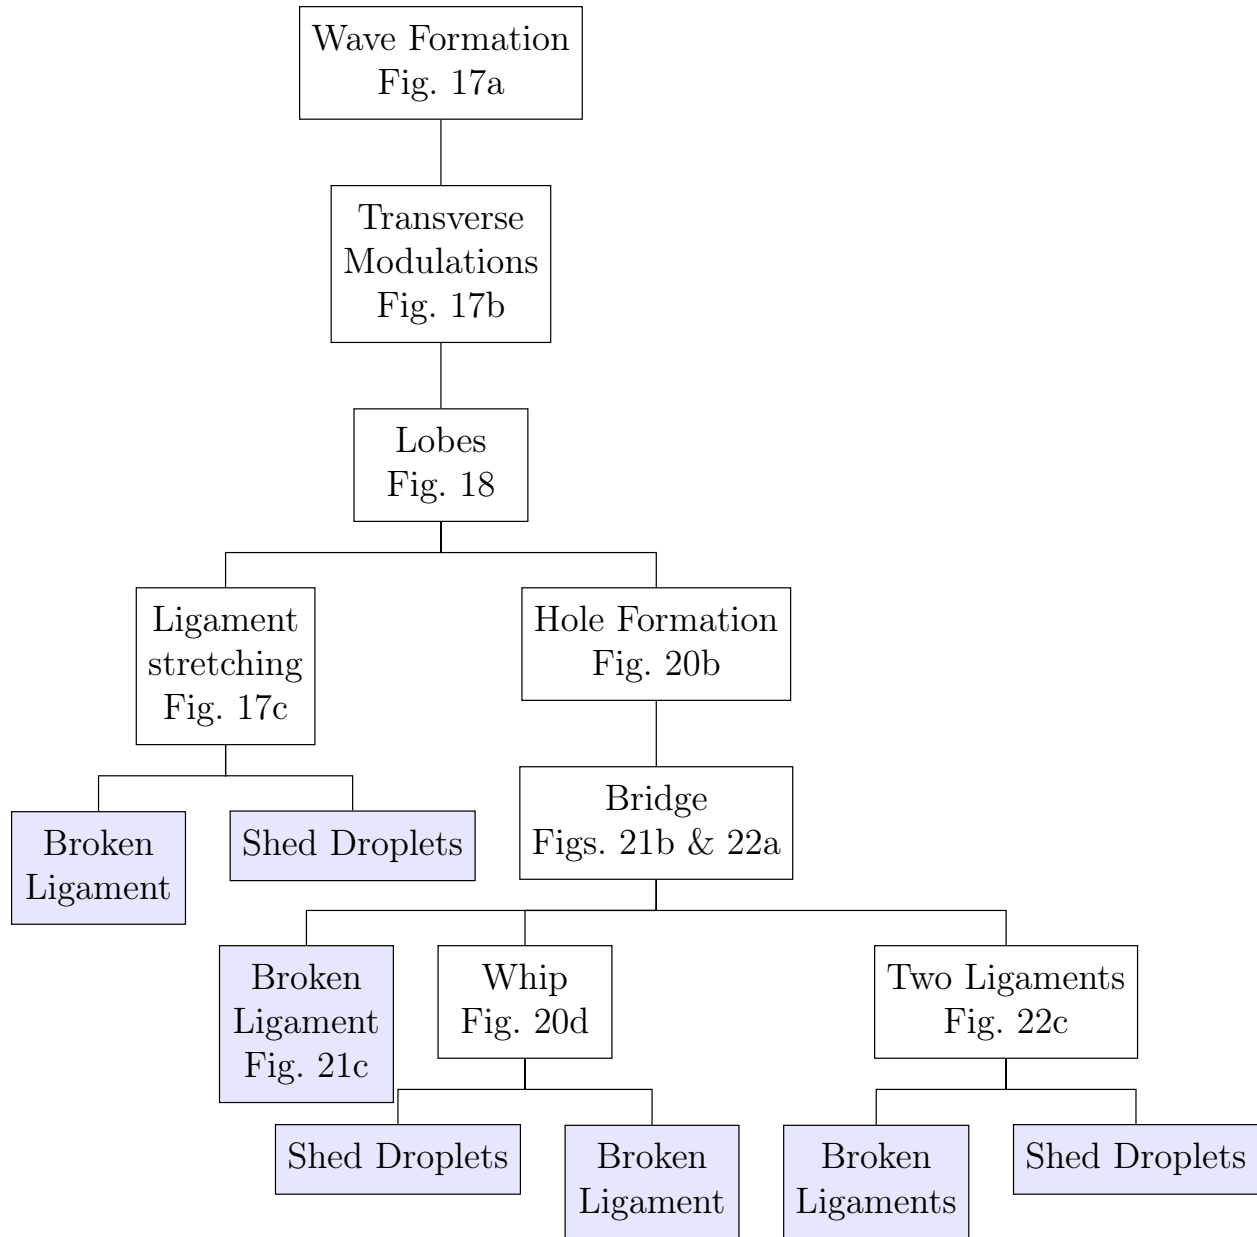 Wave Formation
Fig. 17a
Transverse
Modulations
Fig. 17b
Lobes
Fig. 18
Ligament
stretching
Fig. 17c
Hole Formation
Fig. 20b
Broken
Ligament
Shed Droplets
Bridge
Figs. 21b & 22a
Broken
Ligament
Fig. 21c
Whip
Fig. 20d
Two Ligaments
Fig. 22c
Shed Droplets
Broken
Ligament
Broken
Ligaments
Shed Droplets